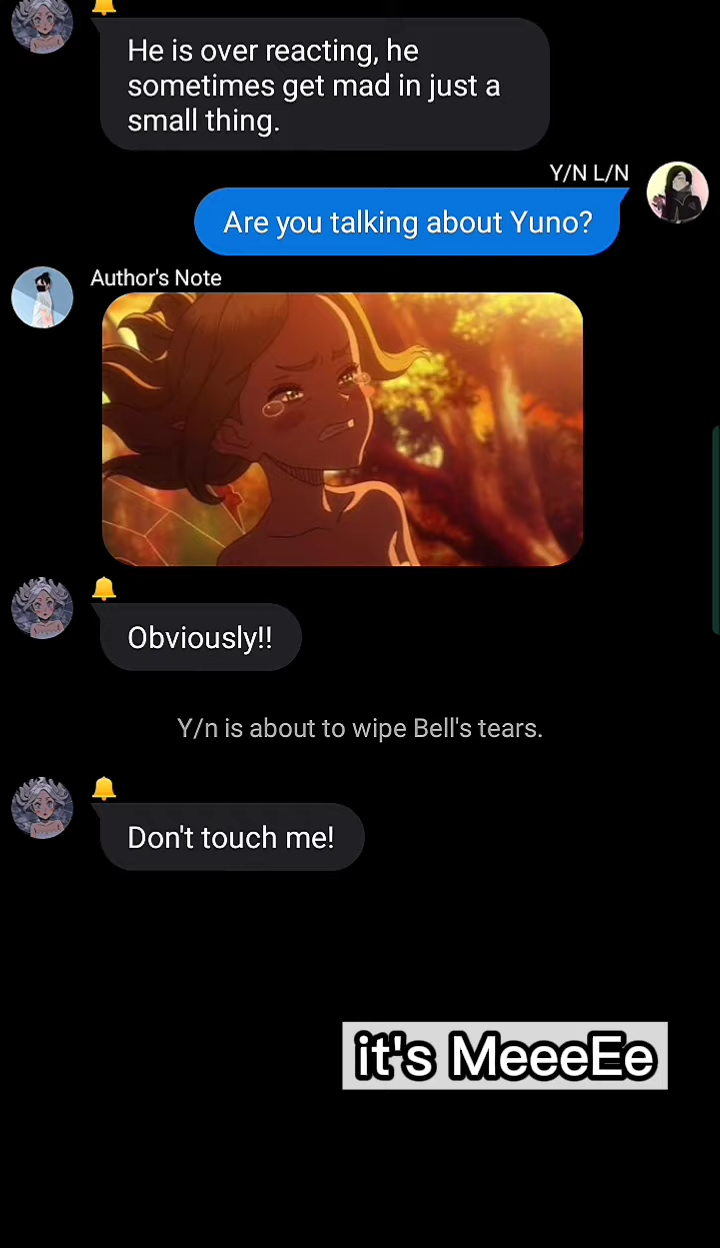 🔔
He is over reacting, he
sometimes get mad in just a
small thing.
Y/N L/N
Are you talking about Yuno?
Author's Note
🔔
Obviously!!
Y/n is about to wipe Bell's tears.
🔔
Don't touch me!
it's MeeeEe